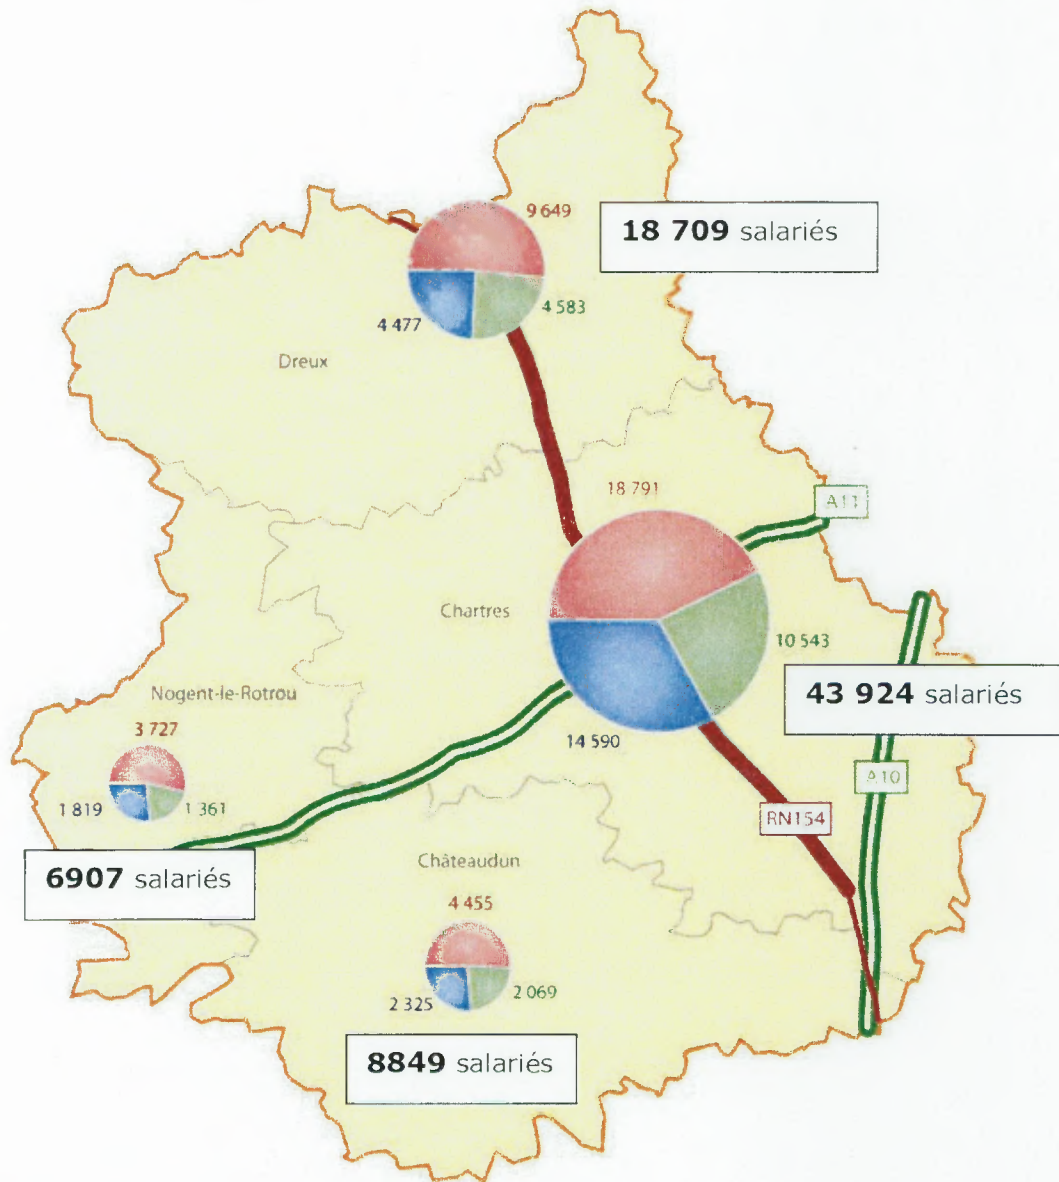 9 649
18 709 salariés
4 477
4 583
Dreux
18 791
A11
Chartres
10 543
Nogent-le-Rotrou
43 924 salariés
3 727
14 590
A10
1 819
1 361
RN154
Châteaudun
6907 salariés
4 455
2 325
2 069
8849 salariés